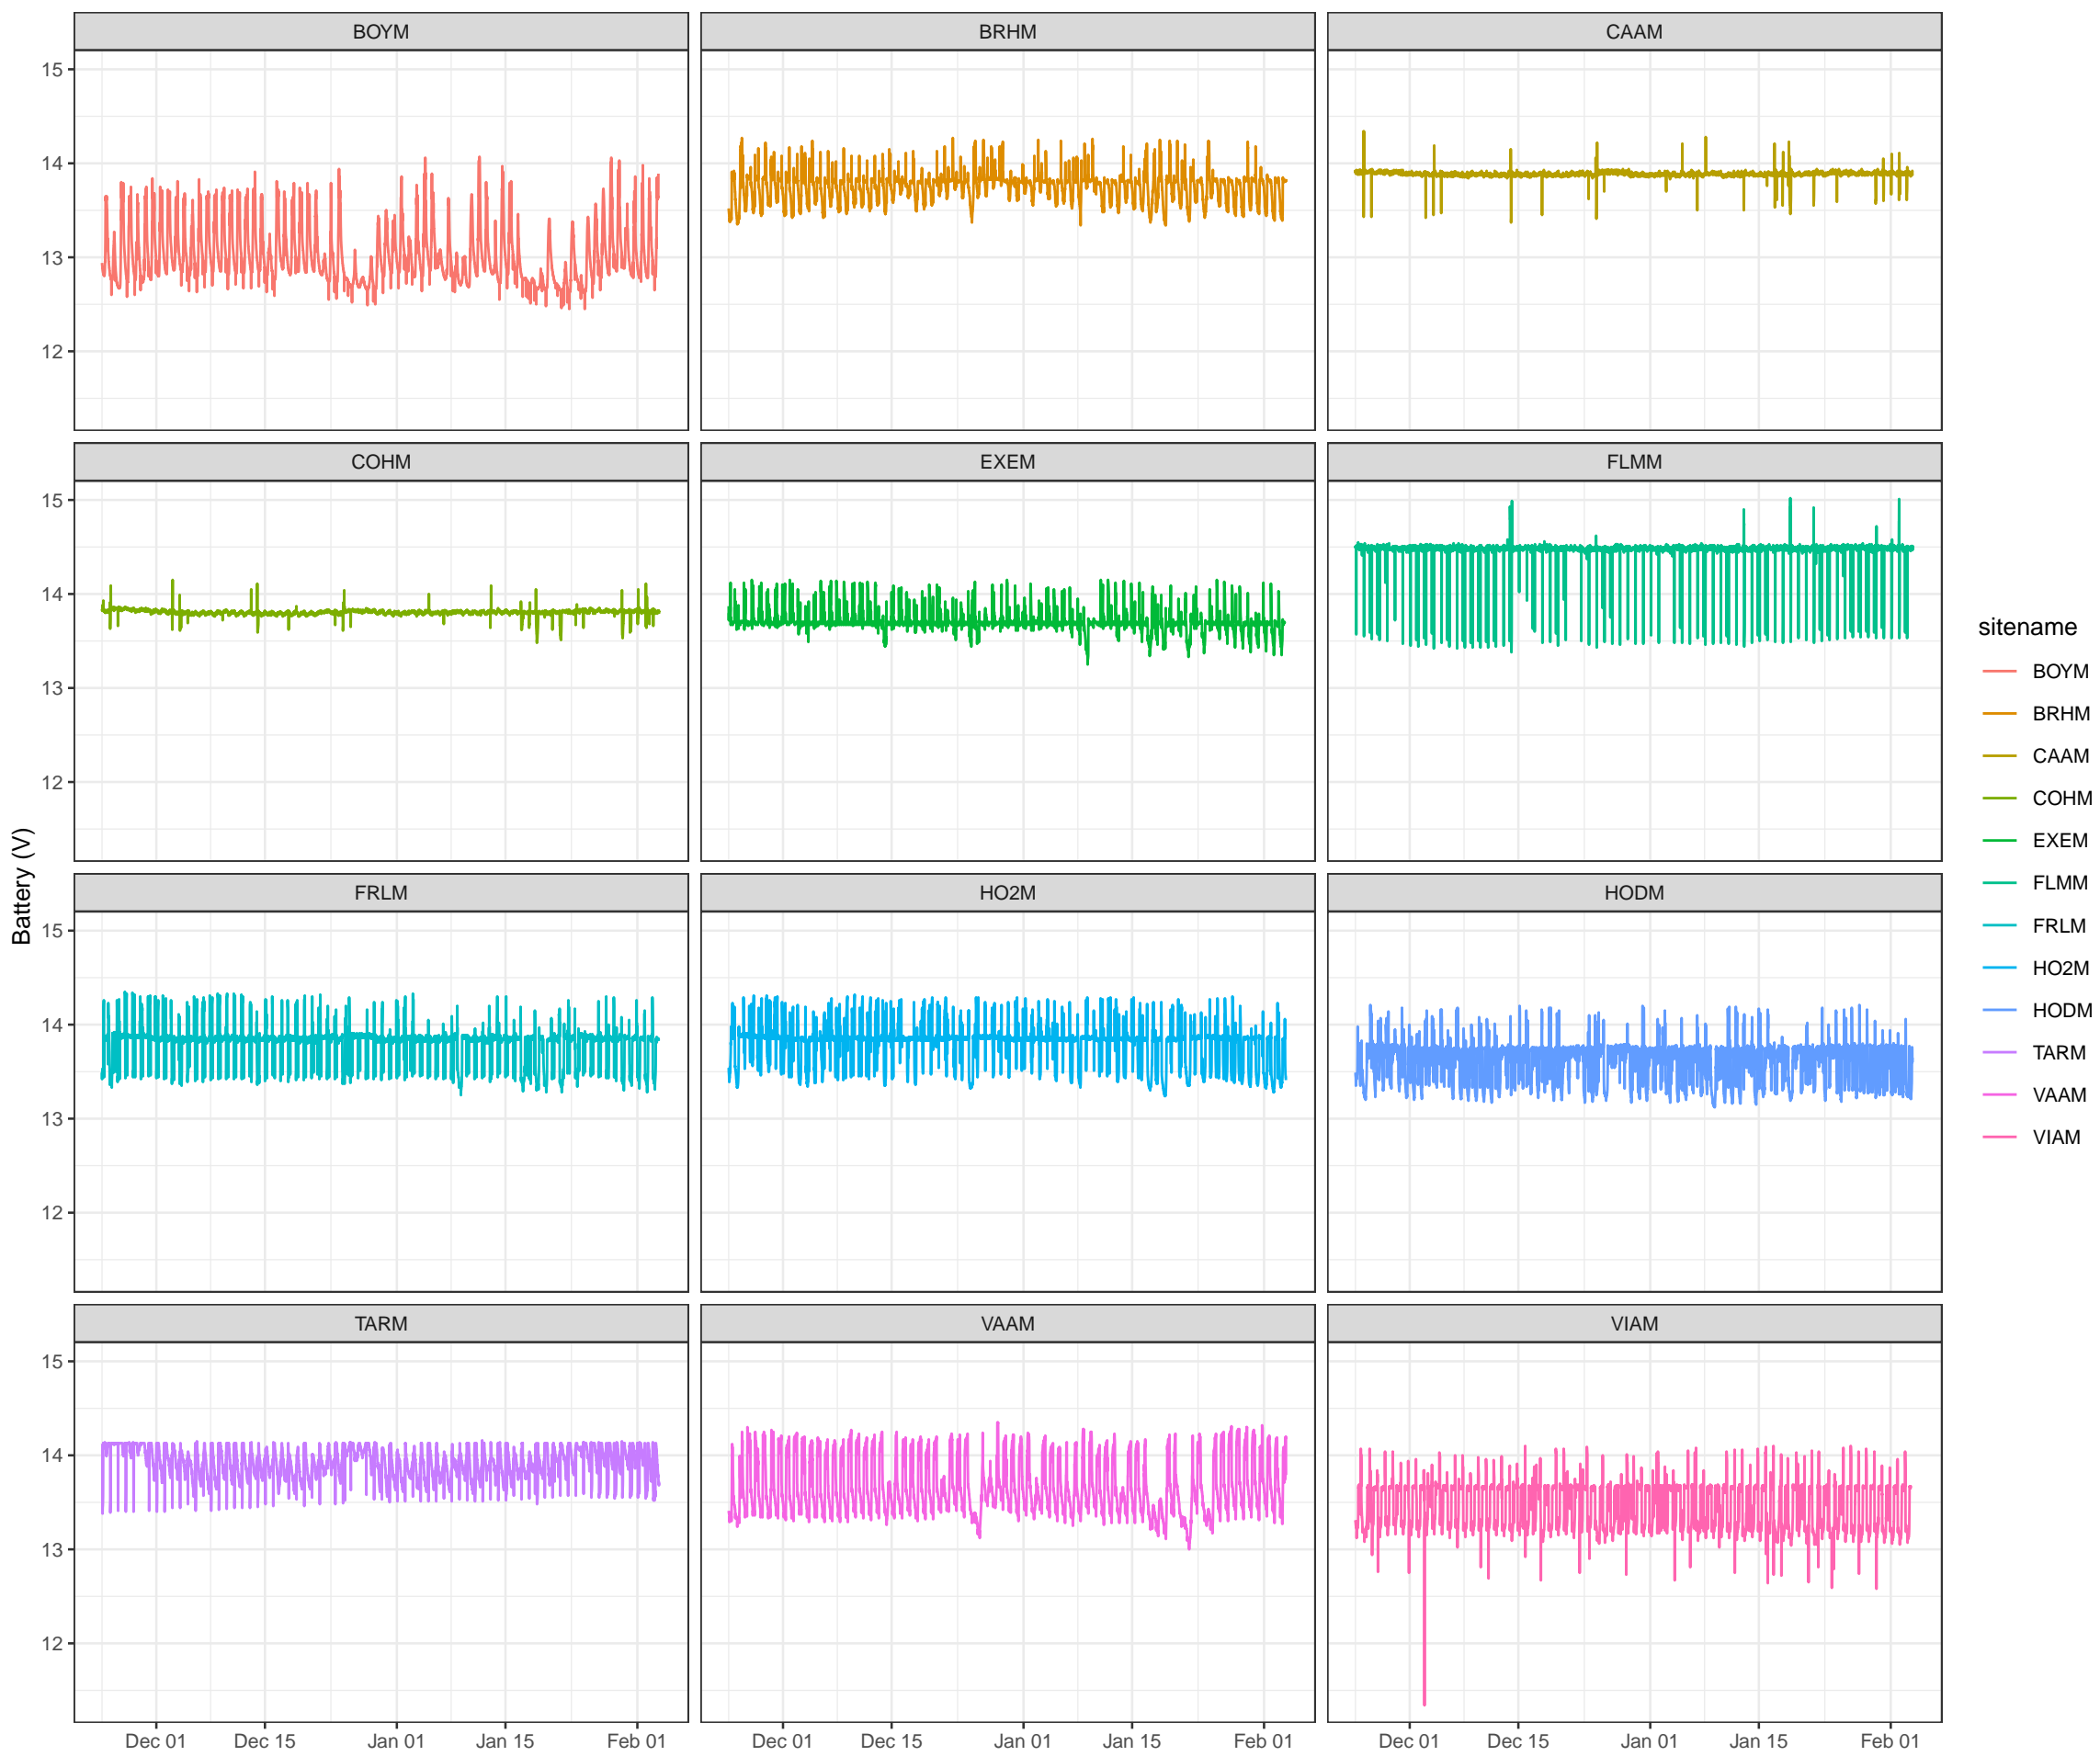 BOYM BRHM CAAM
15
14
13
12
COHM EXEM FLMM
15
14
13
12
FRLM HO2M HODM
15
14
13
12
TARM VAAM VIAM
15
14
13
12
Dec 01 Dec 15 Jan 01 Jan 15 Feb 01 Dec 01 Dec 15 Jan 01 Jan 15 Feb 01 Dec 01 Dec 15 Jan 01 Jan 15 Feb 01
Battery (V)
sitename
BOYM
BRHM
CAAM
COHM
EXEM
FLMM
FRLM
HO2M
HODM
TARM
VAAM
VIAM